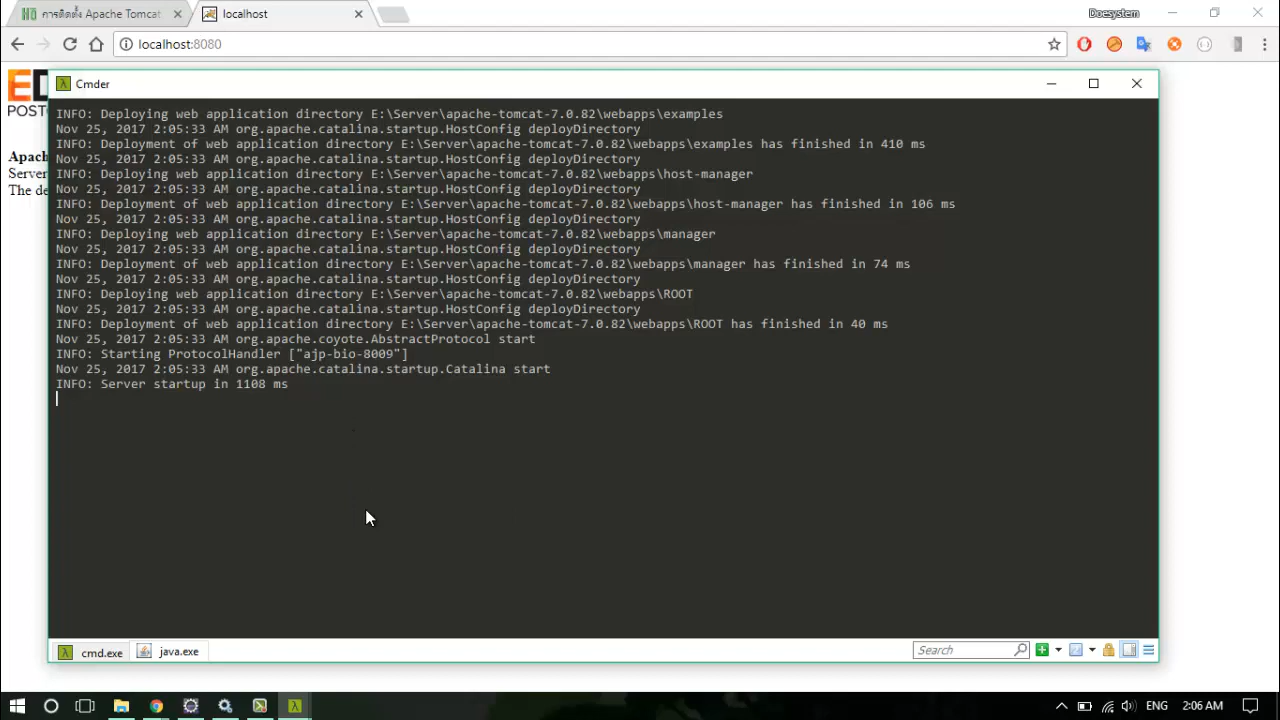 การติดตั้ง Apache Tomcat
localhost
Doesystem
localhost:8080
ED
POST
Apach
Server
The de
Cmder
INFO: Deploying web application directory E:\Server\apache-tomcat-7.0.82\webapps\examples
Nov 25, 2017 2:05:33 AM org.apache.catalina.startup.HostConfig deployDirectory
INFO: Deployment of web application directory E:\Server\apache-tomcat-7.0.82\webapps\examples has finished in 410 ms
Nov 25, 2017 2:05:33 AM org.apache.catalina.startup.HostConfig deployDirectory
INFO: Deploying web application directory E:\Server\apache-tomcat-7.0.82\webapps\host-manager
Nov 25, 2017 2:05:33 AM org.apache.catalina.startup.HostConfig deployDirectory
INFO: Deployment of web application directory E:\Server\apache-tomcat-7.0.82\webapps\host-manager has finished in 106 ms
Nov 25, 2017 2:05:33 AM org.apache.catalina.startup.HostConfig deployDirectory
INFO: Deploying web application directory E:\Server\apache-tomcat-7.0.82\webapps\manager
Nov 25, 2017 2:05:33 AM org.apache.catalina.startup.HostConfig deployDirectory
INFO: Deployment of web application directory E:\Server\apache-tomcat-7.0.82\webapps\manager has finished in 74 ms
Nov 25, 2017 2:05:33 AM org.apache.catalina.startup.HostConfig deployDirectory
INFO: Deploying web application directory E:\Server\apache-tomcat-7.0.82\webapps\ROOT
Nov 25, 2017 2:05:33 AM org.apache.catalina.startup.HostConfig deployDirectory
INFO: Deployment of web application directory E:\Server\apache-tomcat-7.0.82\webapps\ROOT has finished in 40 ms
Nov 25, 2017 2:05:33 AM org.apache.coyote.AbstractProtocol start
INFO: Starting ProtocolHandler ["ajp-bio-8009"]
Nov 25, 2017 2:05:33 AM org.apache.catalina.startup.Catalina start
INFO: Server startup in 1108 ms
cmd.exe
java.exe
Search
ENG
2:06 AM